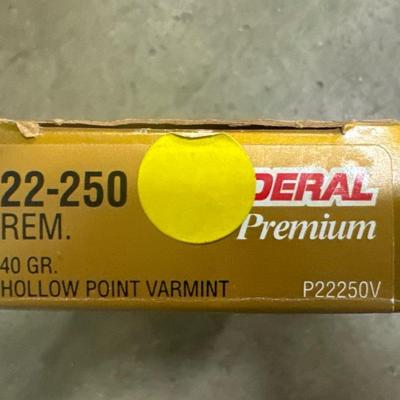 22-250 DERAL
REM. Premium
40 GR.
HOLLOW POINT VARMINT P22250V